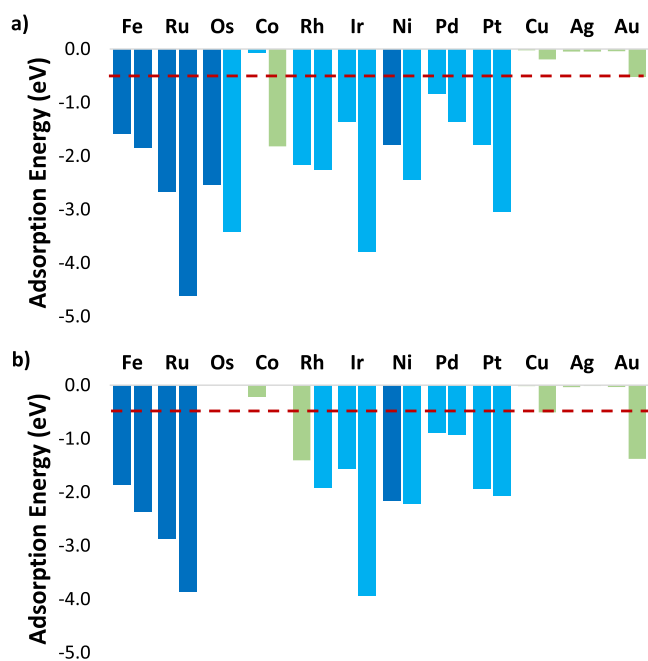 a)
Fe Ru Os Co Rh Ir Ni Pd Pt Cu Ag Au
Adsorption Energy (eV)
0.0
-1.0
-2.0
-3.0
-4.0
-5.0
b)
Fe Ru Os Co Rh Ir Ni Pd Pt Cu Ag Au
Adsorption Energy (eV)
0.0
-1.0
-2.0
-3.0
-4.0
-5.0